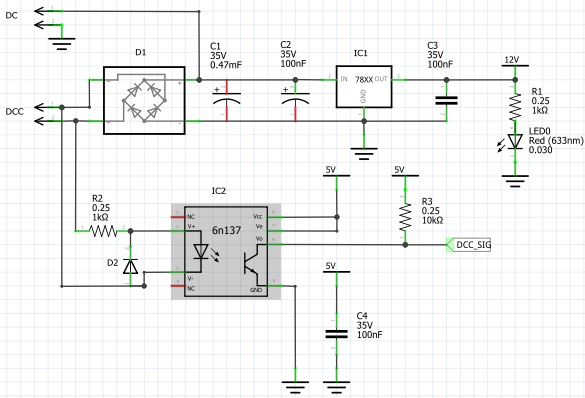 DC
D1
C1
35V
0.47mF
C2
35V
100nF
IC1
IN
78XX
OUT
GND
C3
35V
100nF
12V
R1
0.25
1kΩ
LED0
Red (633nm)
0.030
DCC
5V
5V
R2
0.25
1kΩ
IC2
6n137
NC
V+
V-
NC
Vcc
Ve
Vo
GND
R3
0.25
10kΩ
DCC_SIG
D2
5V
C4
35V
100nF